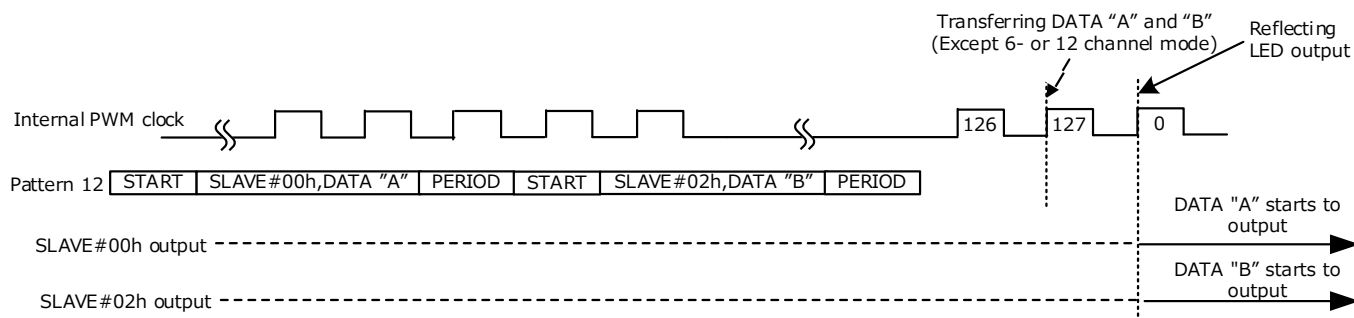 Transferring DATA “A” and “B”
(Except 6- or 12 channel mode)
Reflecting
LED output
Internal PWM clock
126
127
0
Pattern 12
START
SLAVE#00h,DATA ”A”
PERIOD
START
SLAVE#02h,DATA ”B”
PERIOD
DATA "A” starts to
output
SLAVE#00h output
DATA "B” starts to
output
SLAVE#02h output